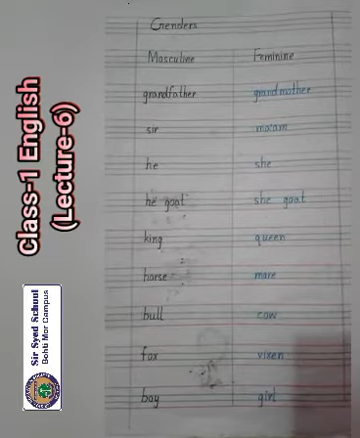 Class-1 English
(Lecture-6)
Sir Syed School
Bohti Mor Campus
Genders
Masculine Feminine
grandfather grandmother
sir ma'am
he she
he goat she goat
king queen
horse mare
bull cow
fox vixen
boy girl